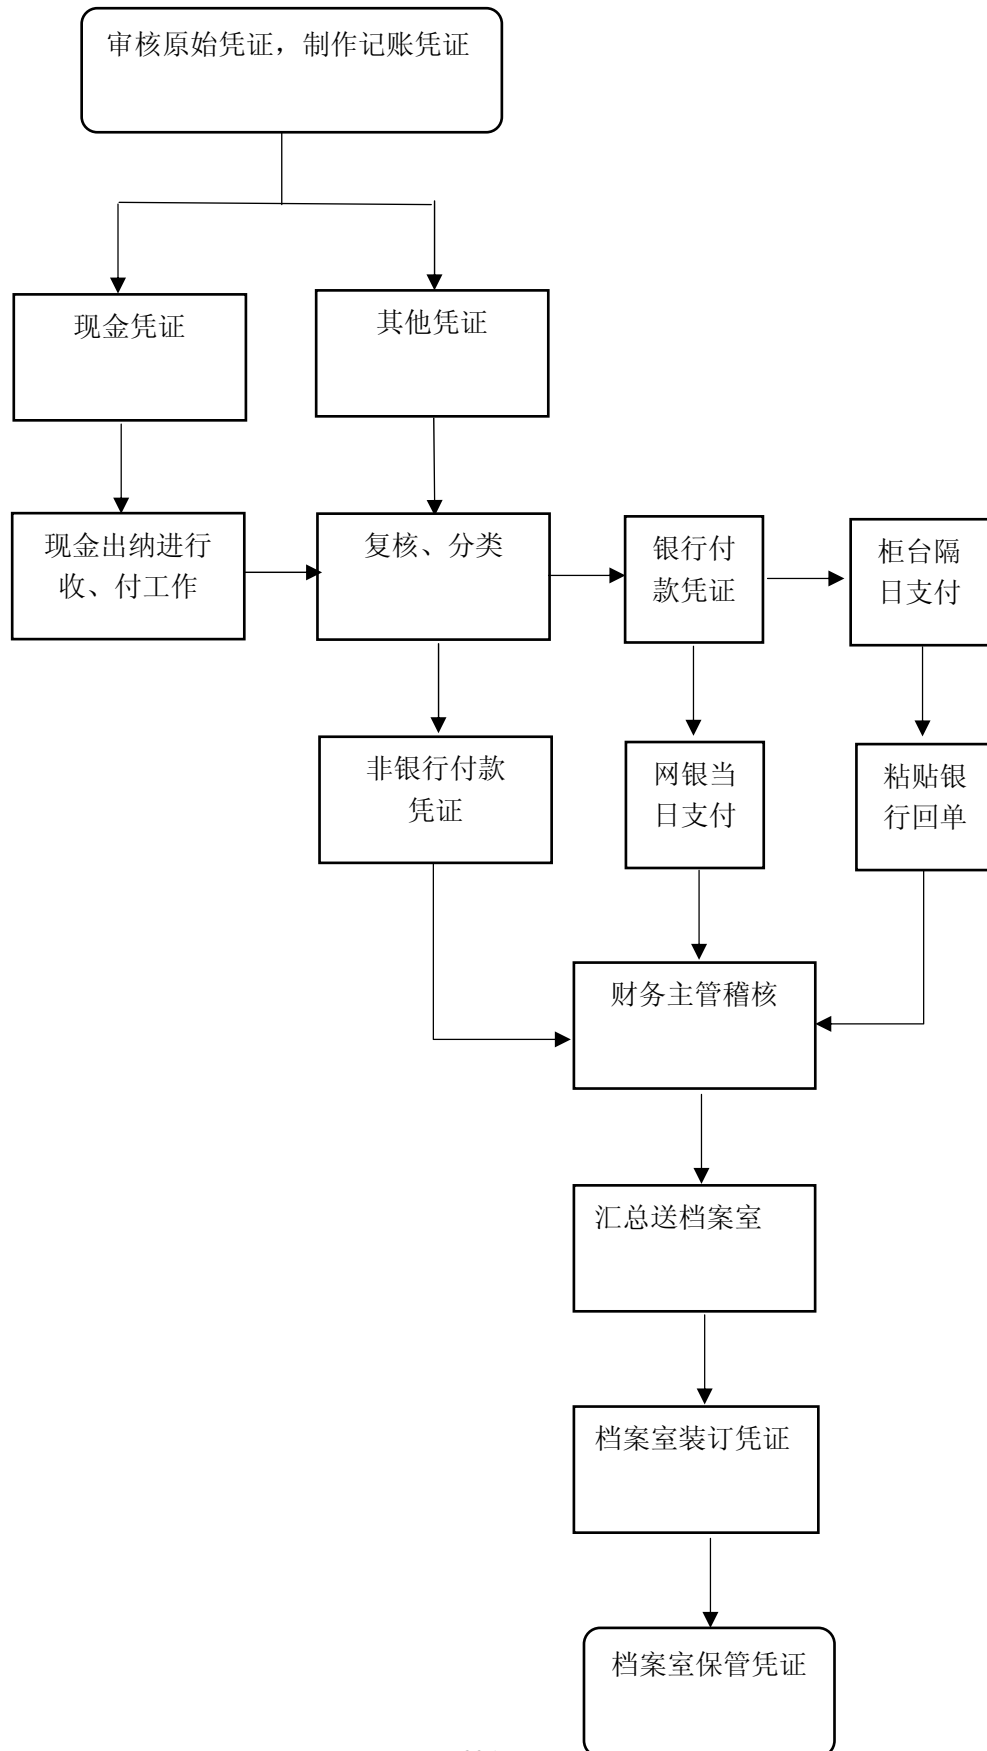 审核原始凭证，制作记账凭证
现金凭证
其他凭证
现金出纳进行
收、付工作
复核、分类
银行付
款凭证
柜台隔
日支付
非银行付款
凭证
网银当
日支付
粘贴银
行回单
财务主管稽核
汇总送档案室
档案室装订凭证
档案室保管凭证